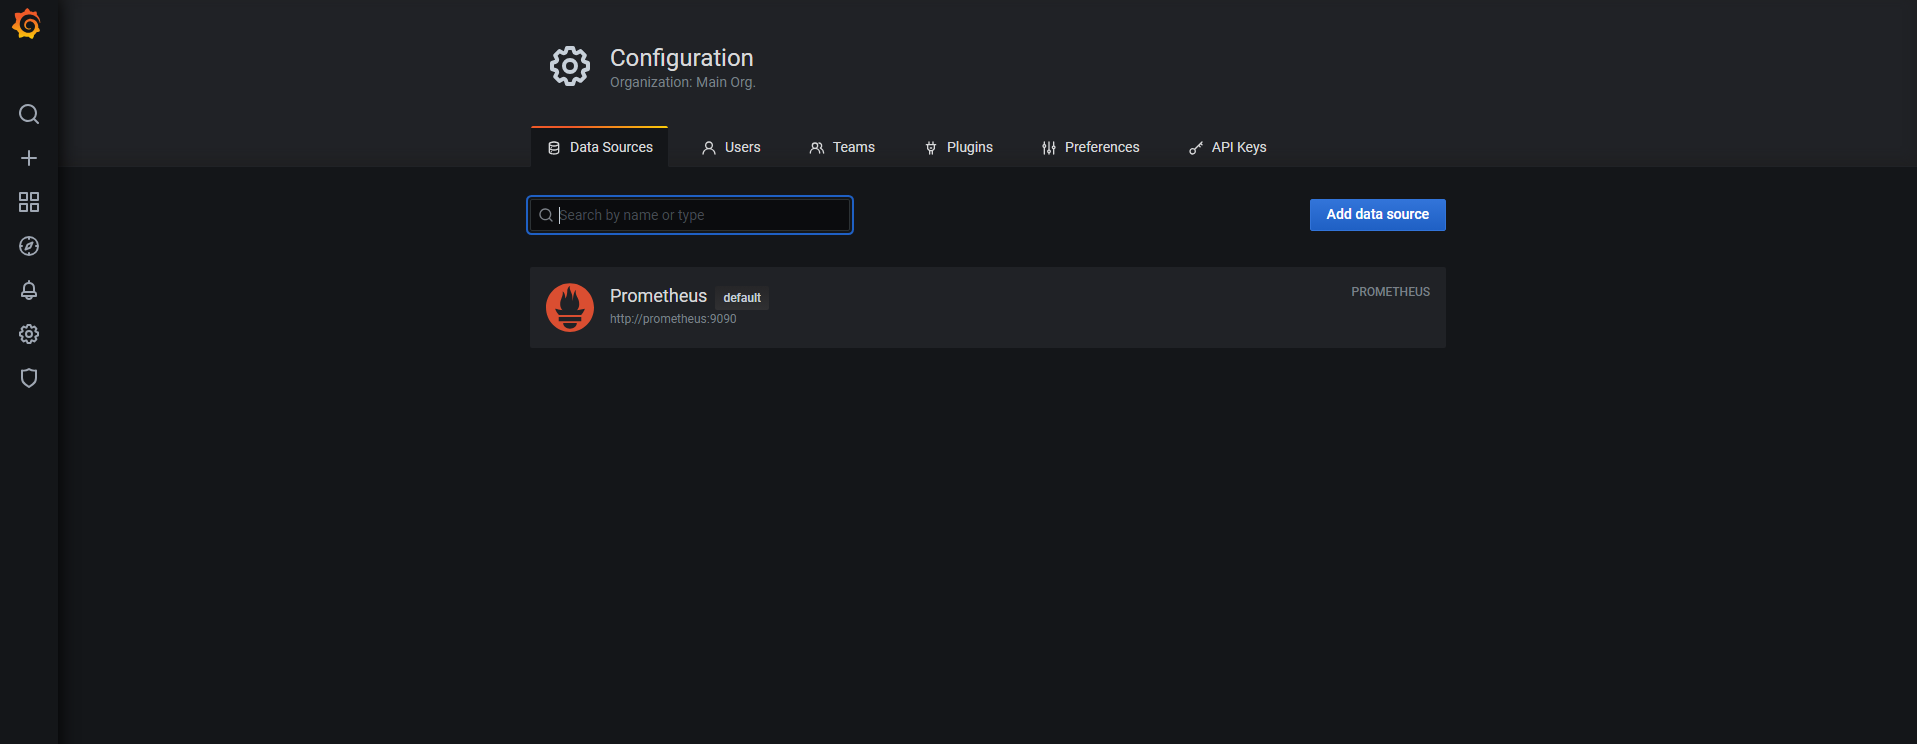 Configuration
Organization: Main Org.
Data Sources
Users
Teams
Plugins
Preferences
API Keys
Search by name or type
Add data source
Prometheus default
PROMETHEUS
http://prometheus:9090